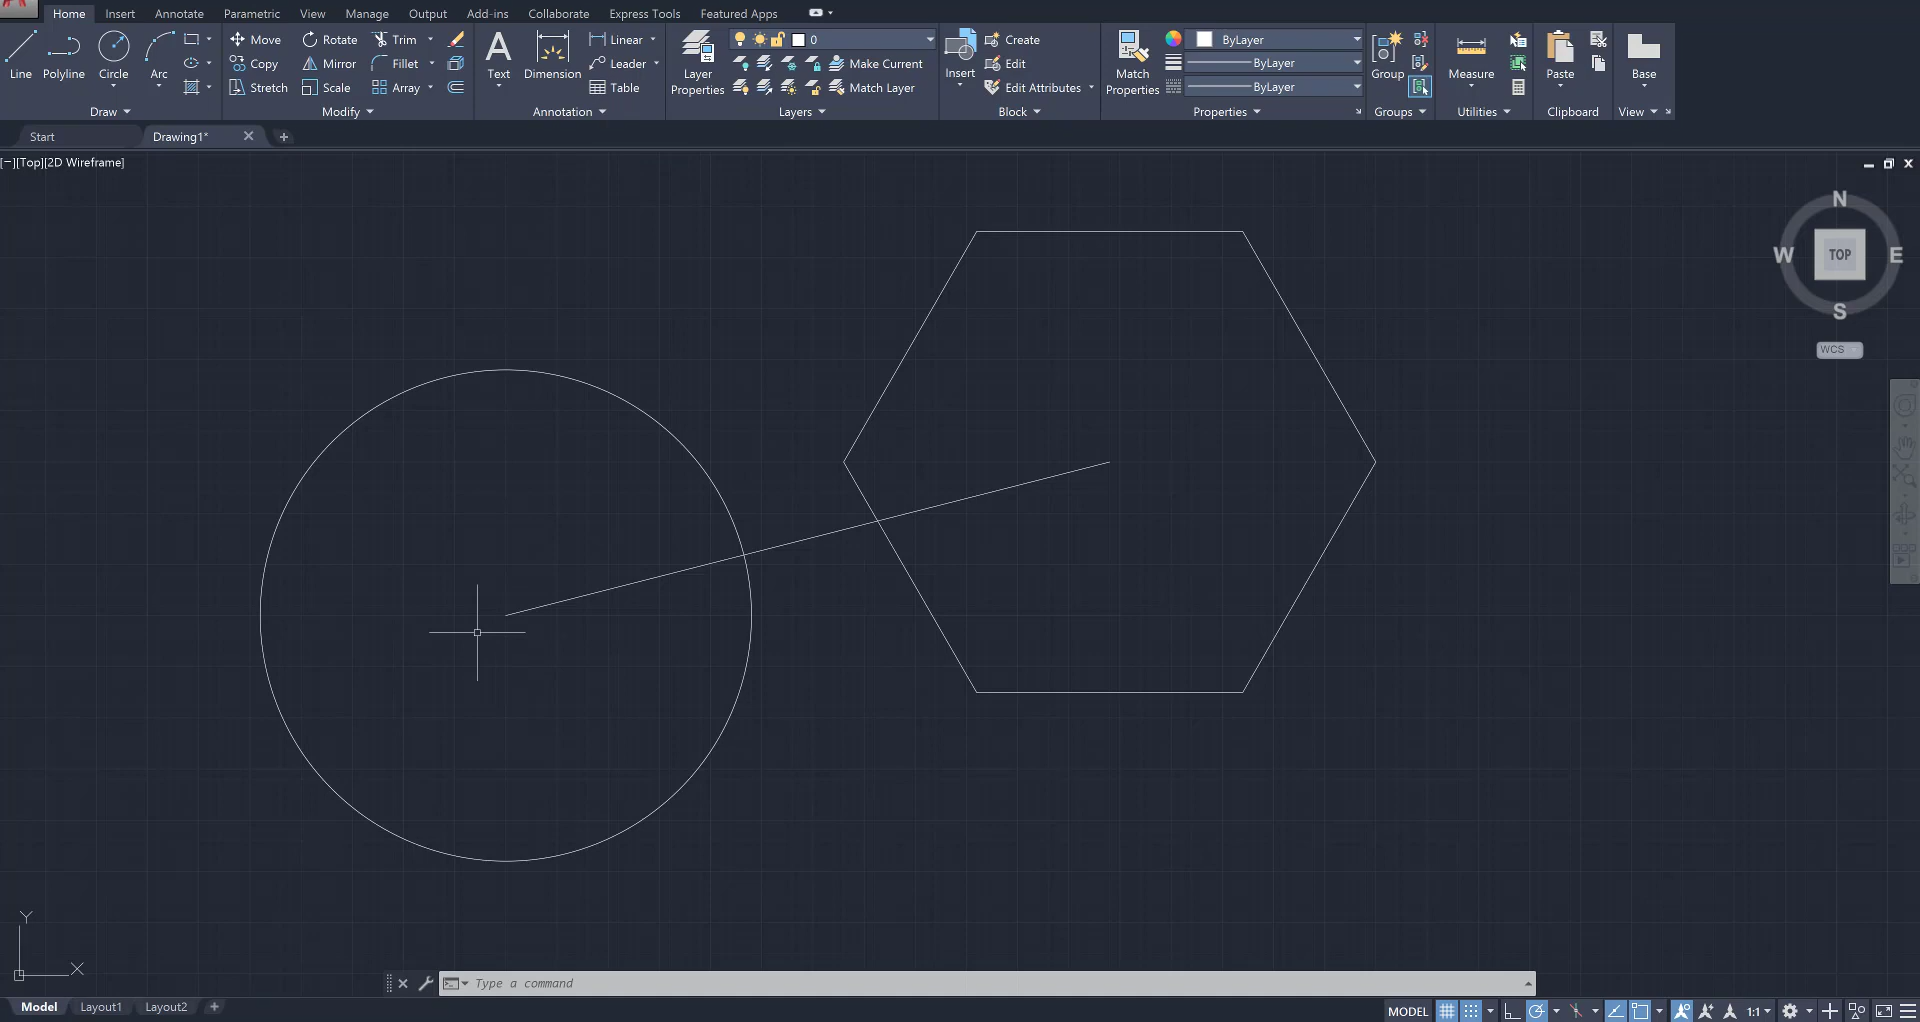 Home Insert Annotate Parametric View Manage Output Add-ins Collaborate Express Tools Featured Apps
Line
Polyline
Circle
Arc
Draw
Move
Rotate
Trim
Copy
Mirror
Fillet
Stretch
Scale
Array
Modify
Text
Dimension
Linear
Leader
Table
Annotation
Layer
Properties
0
Make Current
Match Layer
Layers
Insert
Create
Edit
Edit Attributes
Block
Match
Properties
ByLayer
ByLayer
ByLayer
Properties
Group
Groups
Measure
Utilities
Paste
Clipboard
Base
View
Start
Drawing1*
[−][Top][2D Wireframe]
N
W
TOP
E
S
WCS
Y
X
Type a command
Model
Layout1
Layout2
MODEL
1:1